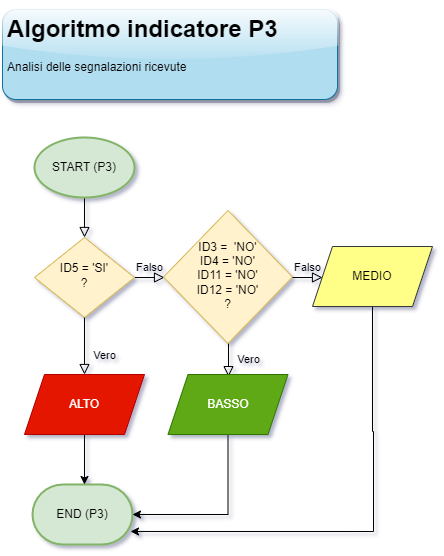 Algoritmo indicatore P3
Analisi delle segnalazioni ricevute
START (P3)
ID5 = 'SI'
?
Falso
ID3 =  'NO'
ID4 = 'NO'
ID11 = 'NO'
ID12 = 'NO'
?
Falso
MEDIO
Vero
Vero
ALTO
BASSO
END (P3)